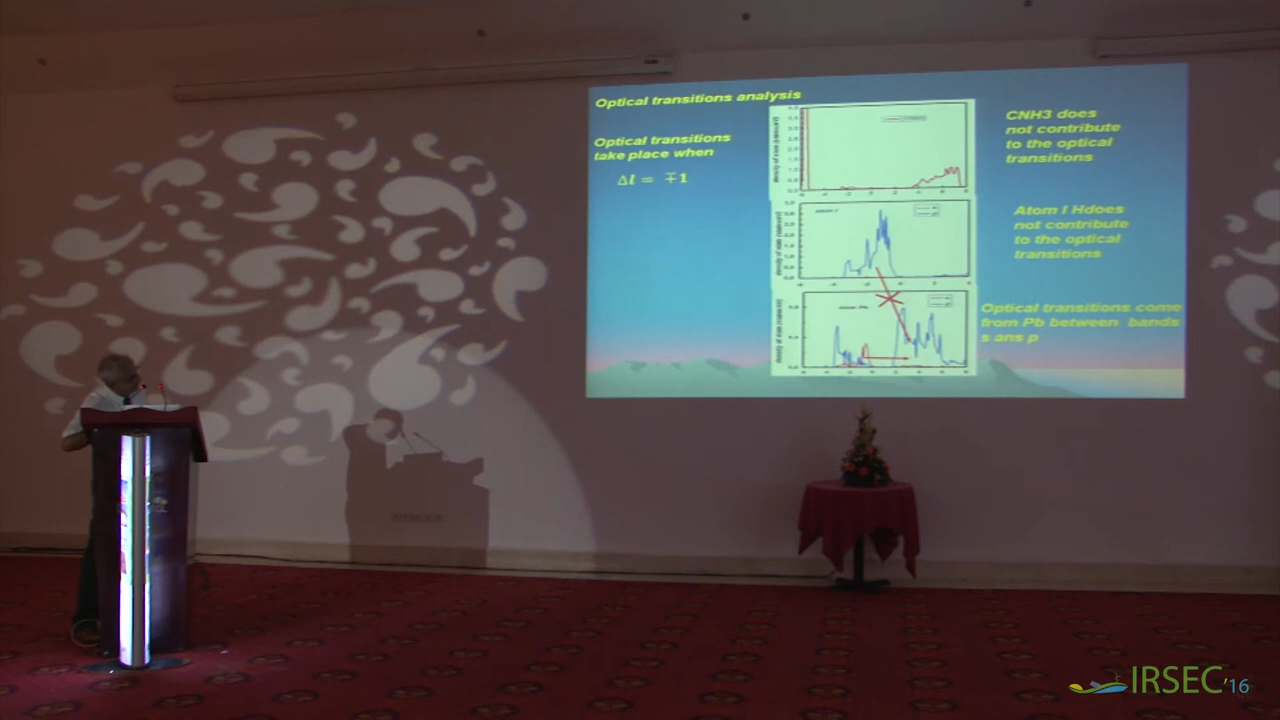 Optical transitions analysis
Optical transitions
take place when
Δl = ∓1
CNH3 does
not contribute
to the optical
transitions
Atom I Hdoes
not contribute
to the optical
transitions
Optical transitions come
from Pb between bands
s ans p
IRSEC'16